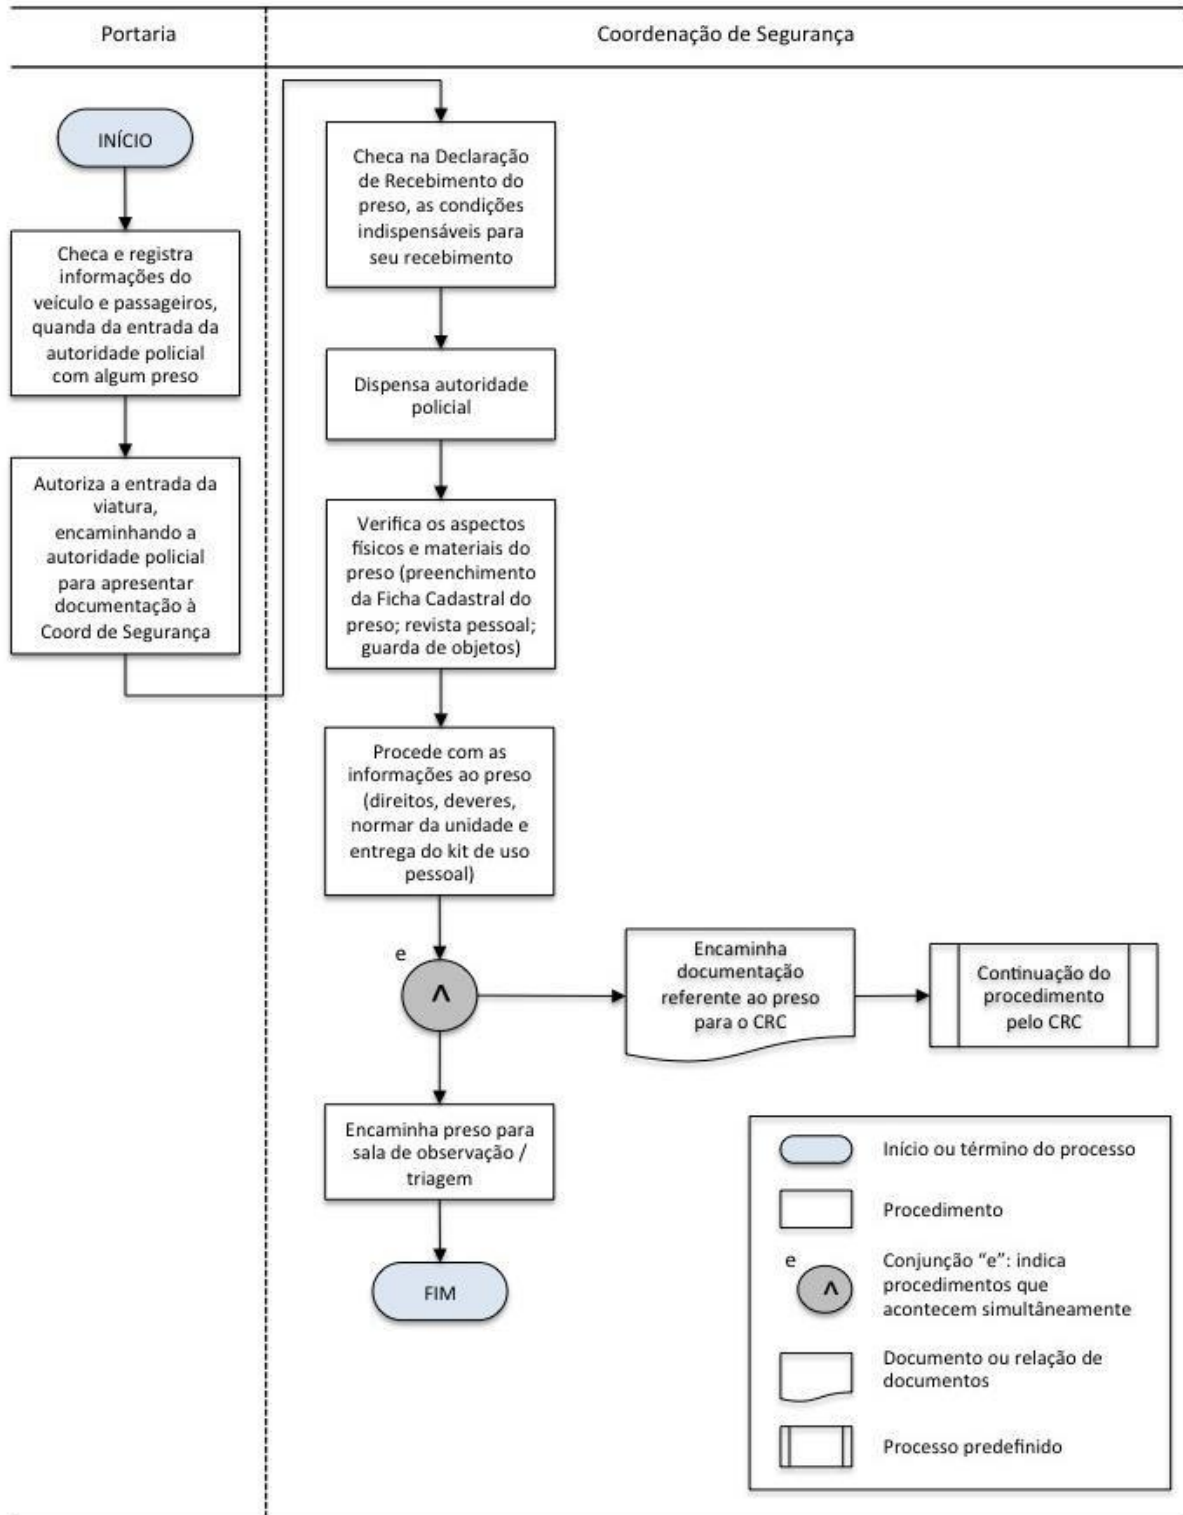 Portaria
Coordenação de Segurança
INÍCIO
Checa e registra
informações do
veículo e passageiros,
quanda da entrada da
autoridade policial
com algum preso
Autoriza a entrada da
viatura,
encaminhando a
autoridade policial
para apresentar
documentação à
Coord de Segurança
Checa na Declaração
de Recebimento do
preso, as condições
indispensáveis para
seu recebimento
Dispensa autoridade
policial
Verifica os aspectos
físicos e materiais do
preso (preenchimento
da Ficha Cadastral do
preso; revista pessoal;
guarda de objetos)
Procede com as
informações ao preso
(direitos, deveres,
normar da unidade e
entrega do kit de uso
pessoal)
e
^
Encaminha
documentação
referente ao preso
para o CRC
Continuação do
procedimento
pelo CRC
Encaminha preso para
sala de observação /
triagem
FIM
Início ou término do processo
Procedimento
e
^
Conjunção “e”: indica
procedimentos que
acontecem simultâneamente
Documento ou relação de
documentos
Processo predefinido